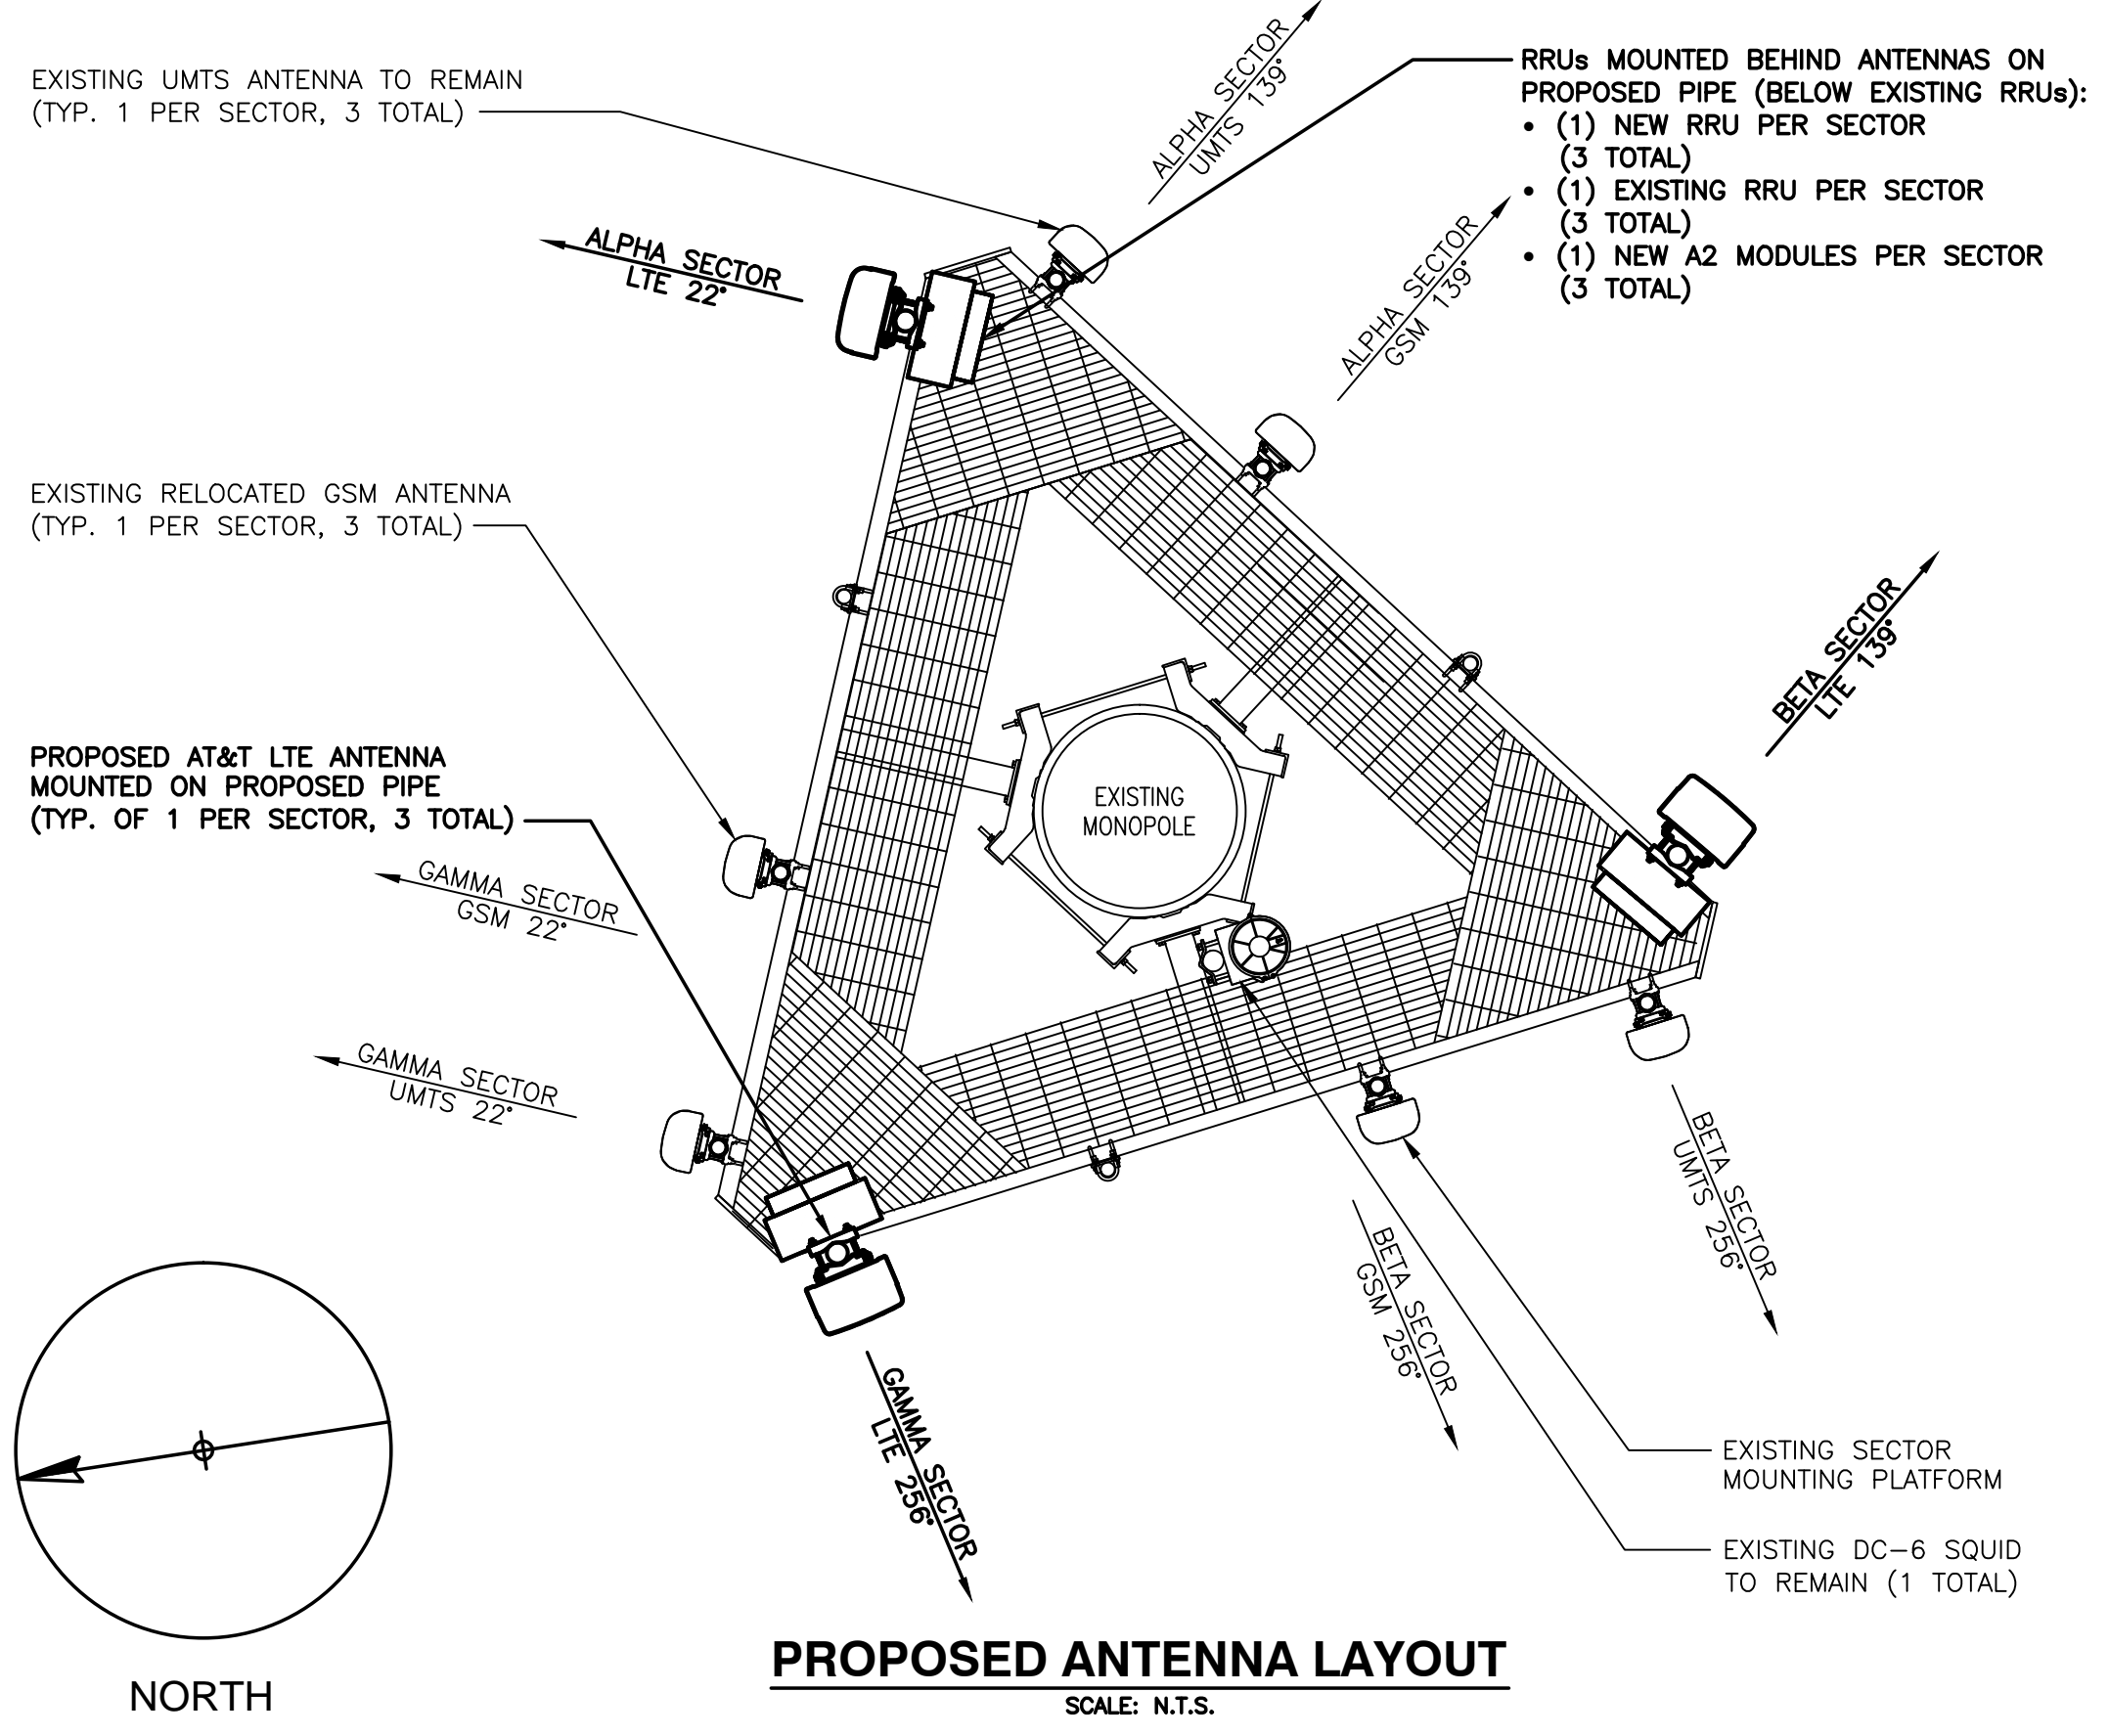 EXISTING UMTS ANTENNA TO REMAIN
(TYP. 1 PER SECTOR, 3 TOTAL)
ALPHA SECTOR
UMTS 139°
RRUs MOUNTED BEHIND ANTENNAS ON
PROPOSED PIPE (BELOW EXISTING RRUs):
• (1) NEW RRU PER SECTOR
(3 TOTAL)
• (1) EXISTING RRU PER SECTOR
(3 TOTAL)
• (1) NEW A2 MODULES PER SECTOR
(3 TOTAL)
ALPHA SECTOR
LTE 22°
ALPHA SECTOR
GSM 139°
EXISTING RELOCATED GSM ANTENNA
(TYP. 1 PER SECTOR, 3 TOTAL)
BETA SECTOR
LTE 139°
PROPOSED AT&T LTE ANTENNA
MOUNTED ON PROPOSED PIPE
(TYP. OF 1 PER SECTOR, 3 TOTAL)
EXISTING
MONOPOLE
GAMMA SECTOR
GSM 22°
GAMMA SECTOR
UMTS 22°
BETA SECTOR
UMTS 256°
BETA SECTOR
GSM 256°
GAMMA SECTOR
LTE 256°
EXISTING SECTOR
MOUNTING PLATFORM
EXISTING DC-6 SQUID
TO REMAIN (1 TOTAL)
NORTH
PROPOSED ANTENNA LAYOUT
SCALE: N.T.S.